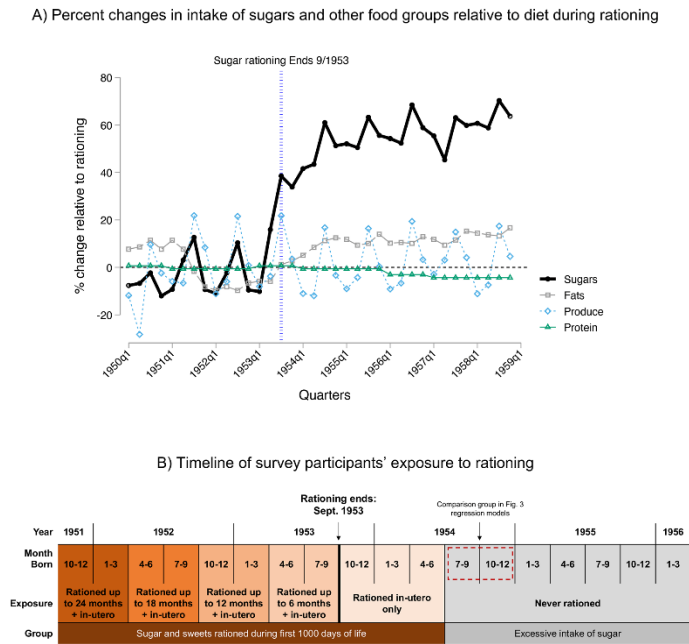 A) Percent changes in intake of sugars and other food groups relative to diet during rationing
Sugar rationing Ends 9/1953
% change relative to rationing
80
60
40
20
0
-20
1950q1
1951q1
1952q1
1953q1
1954q1
1955q1
1956q1
1957q1
1958q1
1959q1
Quarters
Sugars
Fats
Produce
Protein
B) Timeline of survey participants' exposure to rationing
Rationing ends:
Sept. 1953
Comparison group in Fig. 3
regression models
Year 1951 1952 1953 1954 1955 1956
Month
Born
10-12 1-3 4-6 7-9 10-12 1-3 4-6 7-9 10-12 1-3 4-6 7-9 10-12 1-3 4-6 7-9 10-12 1-3
Exposure
Rationed up
to 24 months
+ in-utero
Rationed up
to 18 months
+ in-utero
Rationed up
to 12 months
+ in-utero
Rationed up
to 6 months
+ in-utero
Rationed in-utero
only
Never rationed
Group Sugar and sweets rationed during first 1000 days of life Excessive intake of sugar